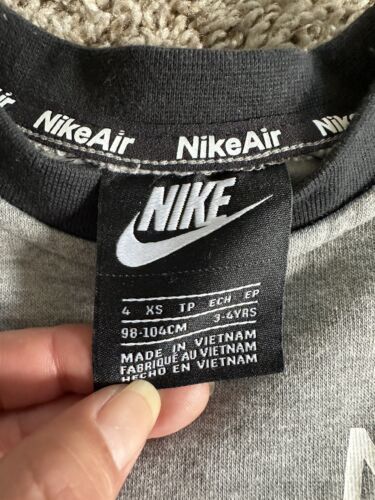 NikeAir NikeAir NikeAir
NIKE
4 XS TP ECH EP
98-104CM 3-4YRS
MADE IN VIETNAM
FABRIQUÉ AU VIETNAM
HECHO EN VIETNAM
N